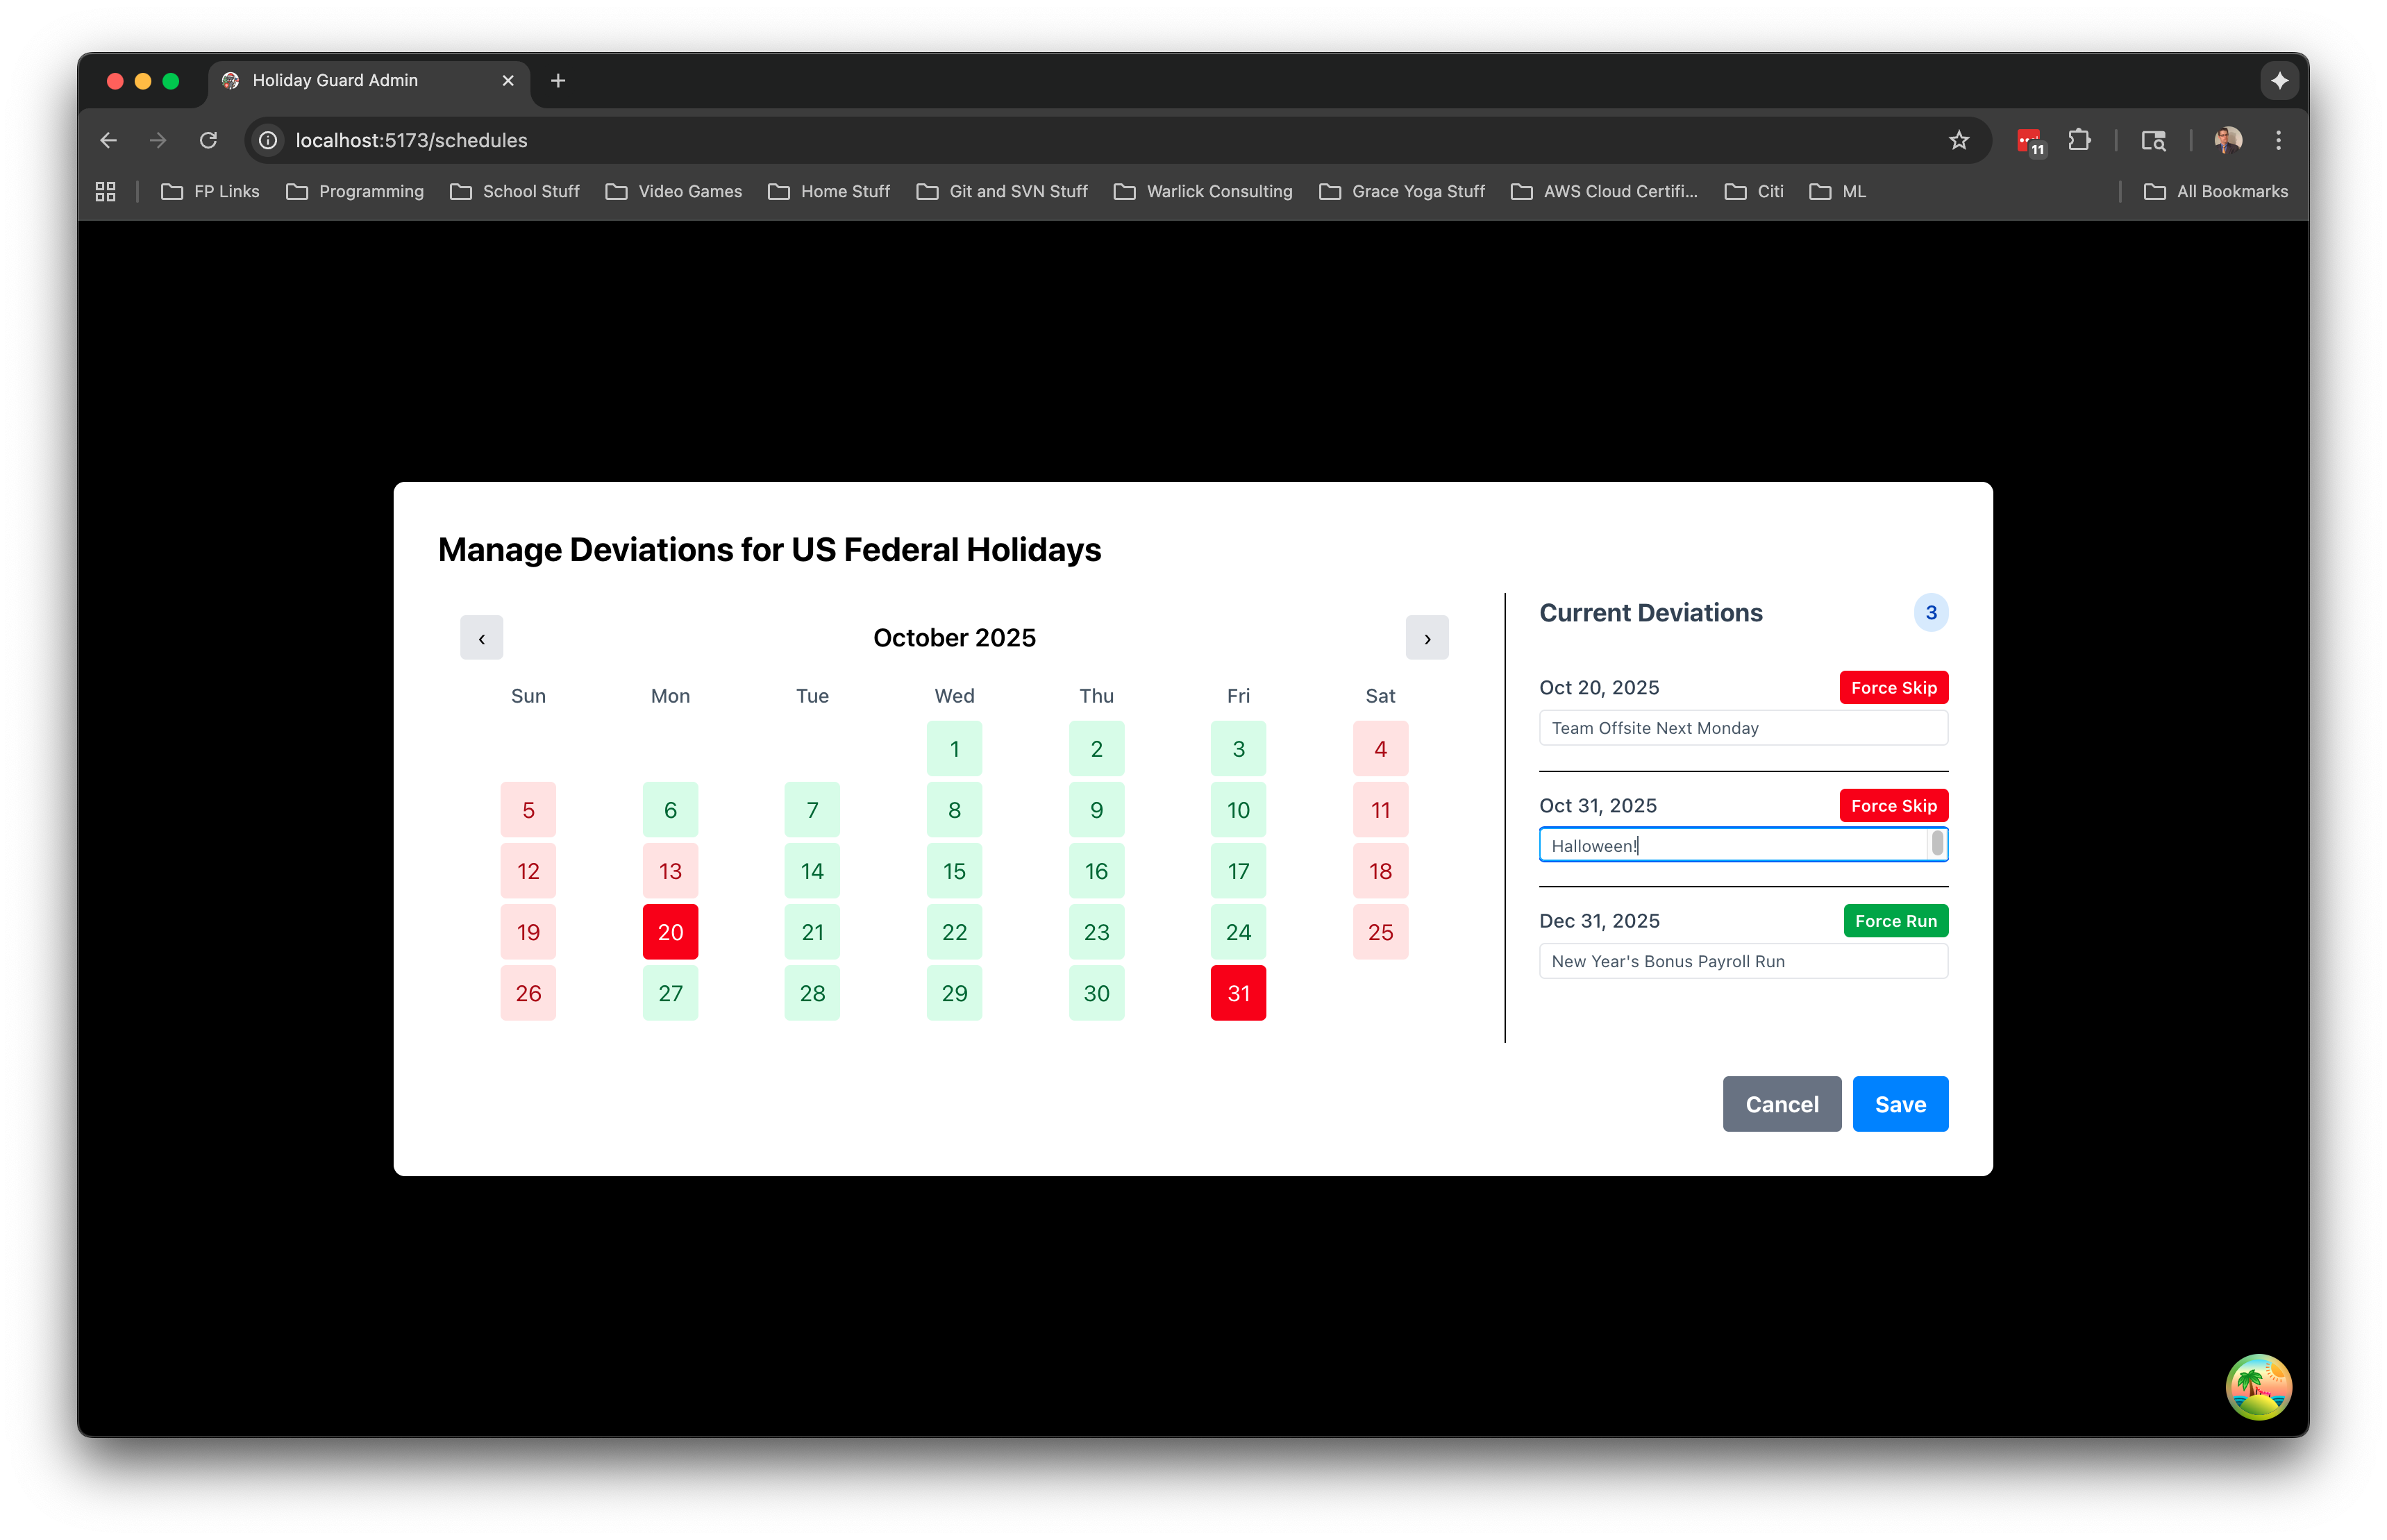 Holiday Guard Admin
localhost:5173/schedules
11
FP Links Programming School Stuff Video Games Home Stuff Git and SVN Stuff Warlick Consulting Grace Yoga Stuff AWS Cloud Certifi... Citi ML All Bookmarks
Manage Deviations for US Federal Holidays
‹ October 2025 ›
Sun Mon Tue Wed Thu Fri Sat
1 2 3 4
5 6 7 8 9 10 11
12 13 14 15 16 17 18
19 20 21 22 23 24 25
26 27 28 29 30 31
Current Deviations 3
Oct 20, 2025 Force Skip
Team Offsite Next Monday
Oct 31, 2025 Force Skip
Halloween!
Dec 31, 2025 Force Run
New Year's Bonus Payroll Run
Cancel Save